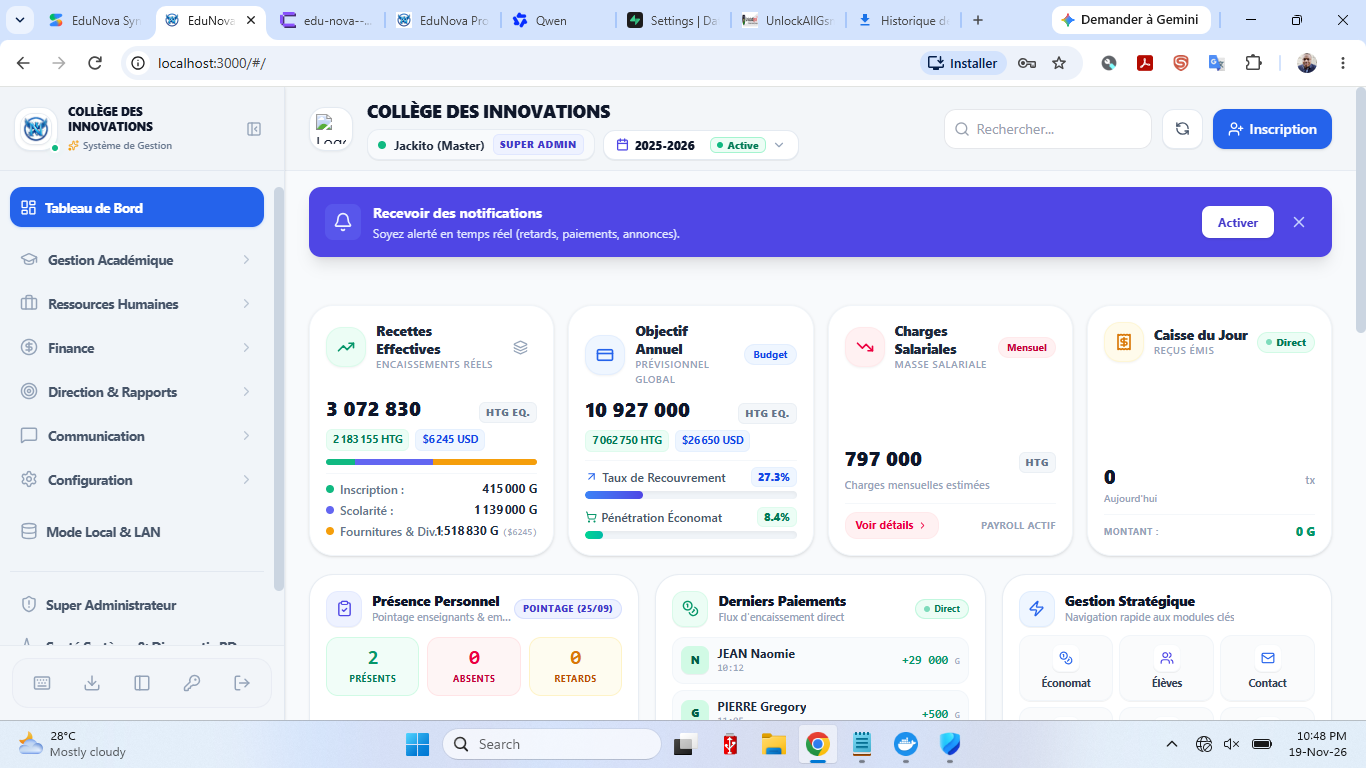 EduNova Syn
EduNova
edu-nova--...
EduNova Pro
Qwen
Settings | Da
UnlockAllGsm
Historique d
Demander à Gemini
localhost:3000/#/
Installer
COLLÈGE DES
INNOVATIONS
Système de Gestion
Tableau de Bord
Gestion Académique
Ressources Humaines
Finance
Direction & Rapports
Communication
Configuration
Mode Local & LAN
Super Administrateur
COLLÈGE DES INNOVATIONS
Jackito (Master)
SUPER ADMIN
2025-2026
Active
Rechercher...
Inscription
Recevoir des notifications
Soyez alerté en temps réel (retards, paiements, annonces).
Activer
Recettes
Effectives
ENCAISSEMENTS RÉELS
3 072 830
HTG EQ.
2 183 155 HTG
$6 245 USD
Inscription :
415 000 G
Scolarité :
1 139 000 G
Fournitures & Div.
1 518 830 G
($6245)
Objectif
Annuel
PRÉVISIONNEL
GLOBAL
Budget
10 927 000
HTG EQ.
7 062 750 HTG
$26 650 USD
Taux de Recouvrement
27.3%
Pénétration Économat
8.4%
Charges
Salariales
MASSE SALARIALE
Mensuel
797 000
HTG
Charges mensuelles estimées
Voir détails
PAYROLL ACTIF
Caisse du Jour
REÇUS ÉMIS
Direct
0
tx
Aujourd'hui
MONTANT :
0 G
Présence Personnel
Pointage enseignants & em...
POINTAGE (25/09)
2
PRÉSENTS
0
ABSENTS
0
RETARDS
Derniers Paiements
Flux d'encaissement direct
Direct
N
JEAN Naomie
10:12
+29 000 G
G
PIERRE Gregory
+500 G
Gestion Stratégique
Navigation rapide aux modules clés
Économat
Élèves
Contact
28°C
Mostly cloudy
Search
10:48 PM
19-Nov-26